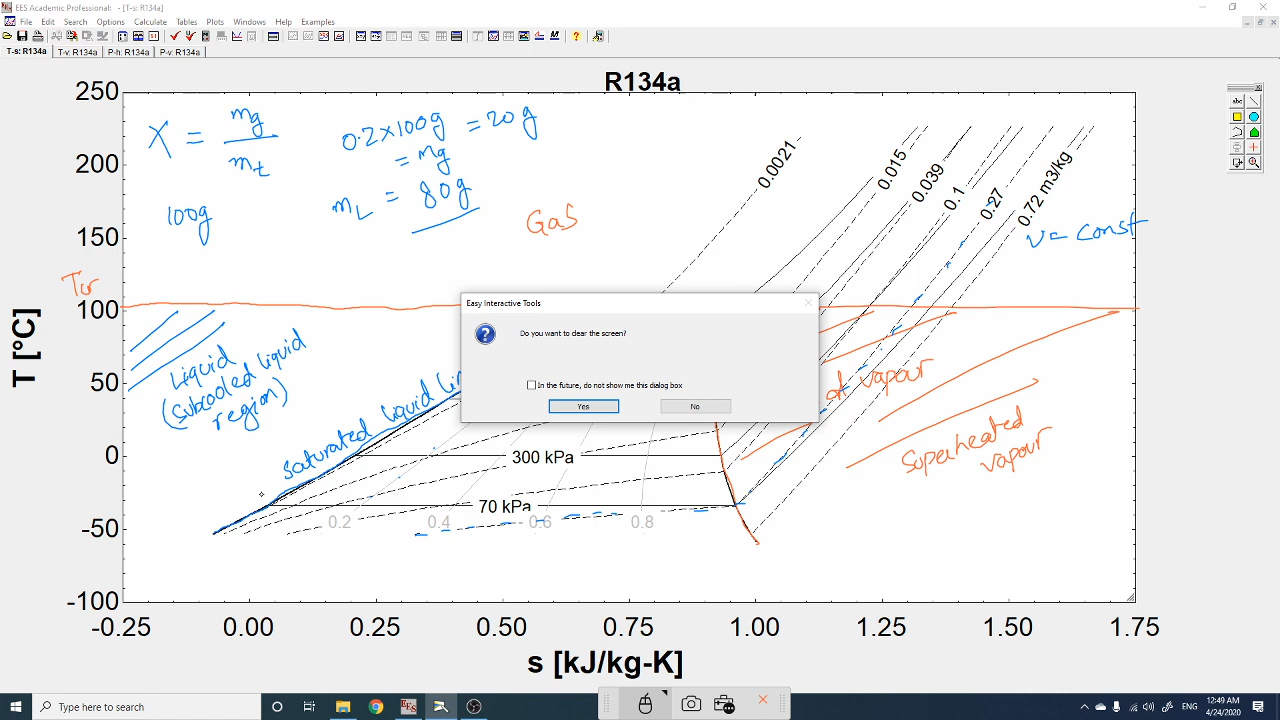 EES Academic Professional: - [T-s: R134a]
File Edit Search Options Calculate Tables Plots Windows Help Examples
T-s: R134a T-v: R134a P-h: R134a P-v: R134a
R134a
250
200
150
100
50
0
-50
-100
T [°C]
X = mg
mt
0.2×100g = 20g
= mg
mL = 80g
100g
Gas
Tcr
0.0021
0.015
0.039
0.1
0.27
0.72 m3/kg
v = const
abc
Easy Interactive Tools
Do you want to clear the screen?
In the future, do not show me this dialog box
Yes No
Liquid
(subcooled liquid
region)
saturated liquid
vapour
superheated
vapour
300 kPa
70 kPa
0.2 0.4 0.6 0.8
-0.25 0.00 0.25 0.50 0.75 1.00 1.25 1.50 1.75
s [kJ/kg-K]
Type here to search
EES
ENG
12:49 AM
4/24/2020